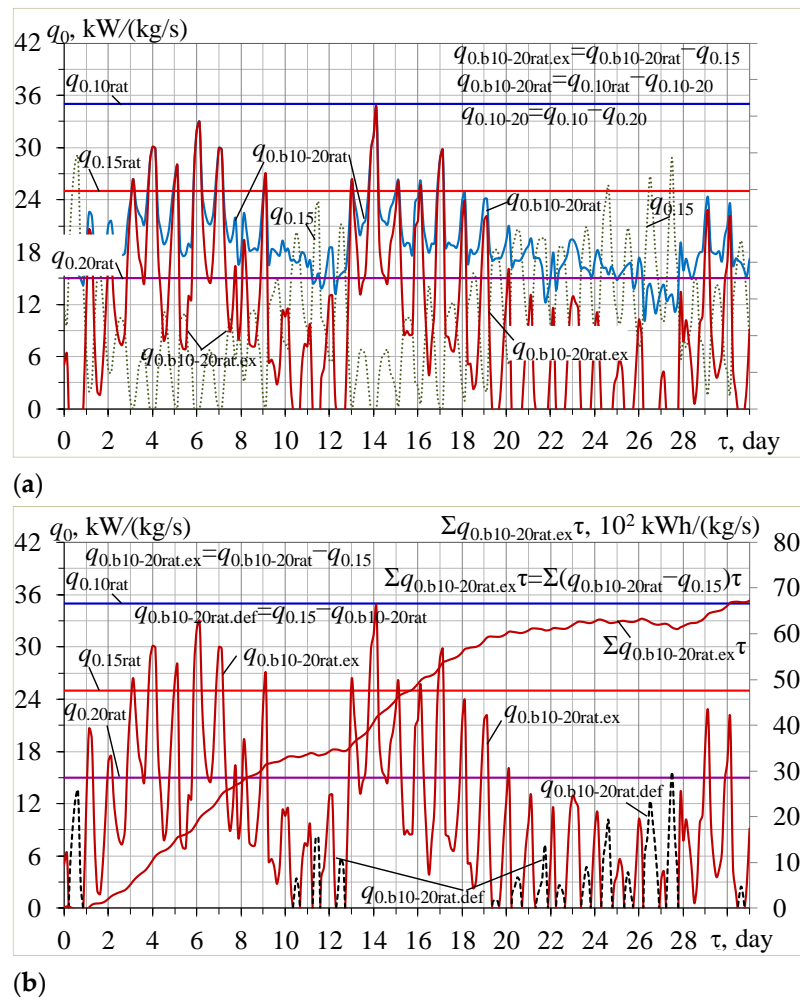 q0, kW/(kg/s)
42
q0.b10-20rat.ex=q0.b10-20rat−q0.15
q0.10rat
q0.b10-20rat=q0.10rat−q0.10-20
36
q0.10-20=q0.10−q0.20
30
q0.15rat
q0.b10-20rat
24
q0.15
q0.b10-20rat
q0.15
18
q0.20rat
12
6
q0.b10-20rat.ex
q0.b10-20rat.ex
0
0 2 4 6 8 10 12 14 16 18 20 22 24 26 28 τ, day
(a)
q0, kW/(kg/s)
Σq0.b10-20rat.exτ, 10² kWh/(kg/s)
42
q0.b10-20rat.ex=q0.b10-20rat−q0.15
80
q0.10rat
Σq0.b10-20rat.exτ=Σ(q0.b10-20rat−q0.15)τ
70
36
q0.b10-20rat.def=q0.15−q0.b10-20rat
60
30
q0.15rat
q0.b10-20rat.ex
Σq0.b10-20rat.exτ
50
24
q0.20rat
q0.b10-20rat.ex
40
18
30
q0.b10-20rat.def
12
20
6
q0.b10-20rat.def
10
0
0
0 2 4 6 8 10 12 14 16 18 20 22 24 26 28 τ, day
(b)